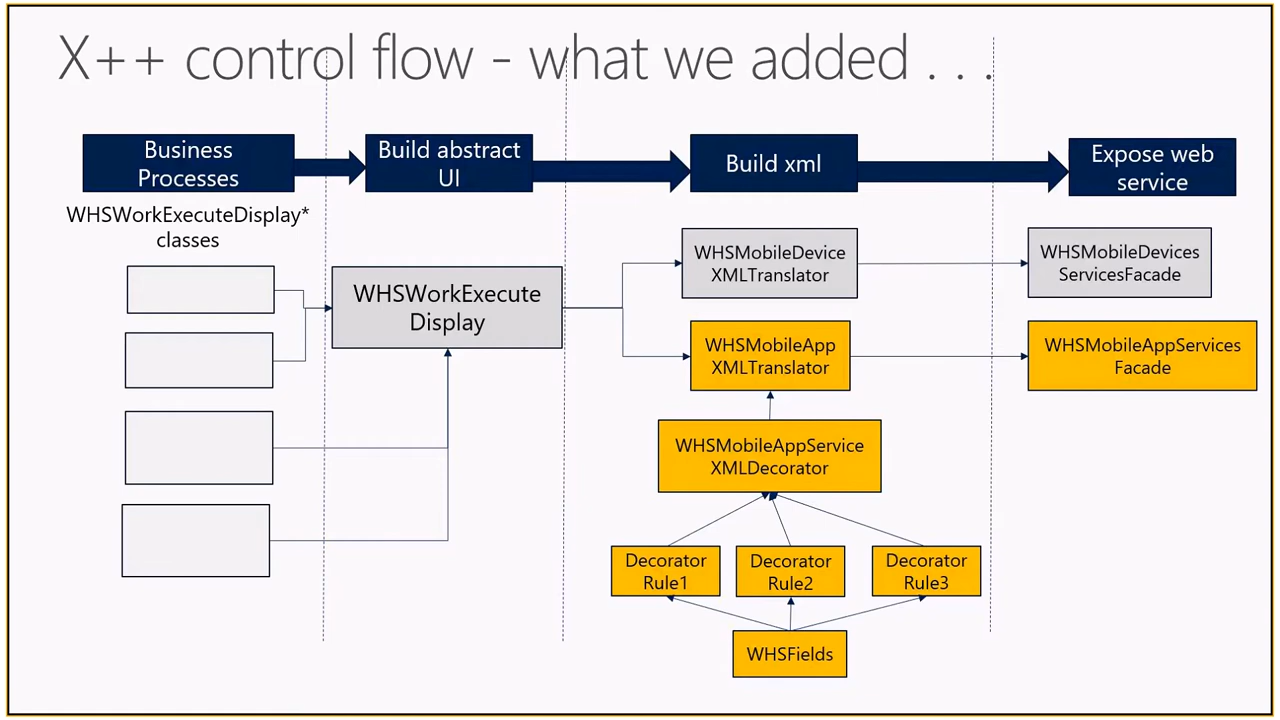 X++ control flow - what we added . . .
Business
Processes
Build abstract
UI
Build xml
Expose web
service
WHSWorkExecuteDisplay*
classes
WHSWorkExecute
Display
WHSMobileDevice
XMLTranslator
WHSMobileDevices
ServicesFacade
WHSMobileApp
XMLTranslator
WHSMobileAppServices
Facade
WHSMobileAppService
XMLDecorator
Decorator
Rule1
Decorator
Rule2
Decorator
Rule3
WHSFields